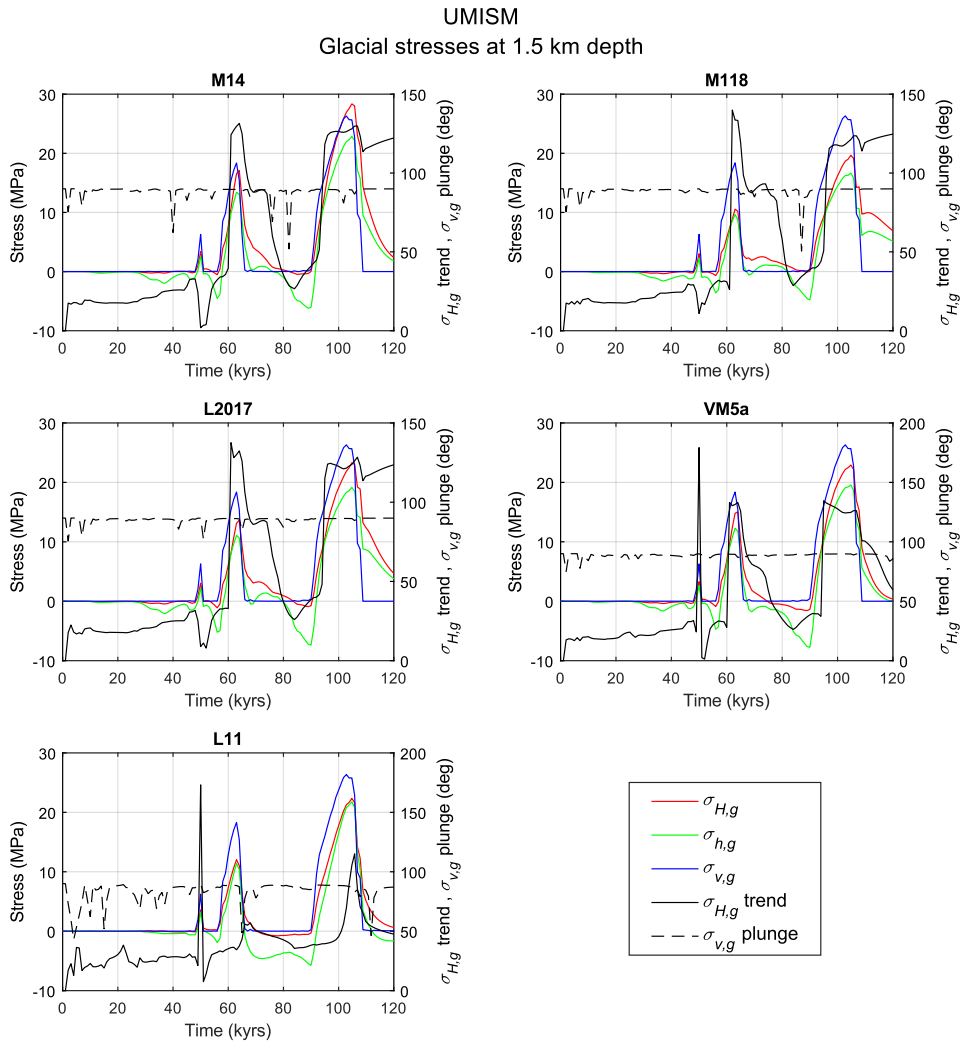 UMISM
Glacial stresses at 1.5 km depth
M14
30
20
10
0
-10
150
100
50
0
0 20 40 60 80 100 120
Stress (MPa)
Time (kyrs)
σH,g trend , σv,g plunge (deg)
M118
30
20
10
0
-10
150
100
50
0
0 20 40 60 80 100 120
Stress (MPa)
Time (kyrs)
σH,g trend , σv,g plunge (deg)
L2017
30
20
10
0
-10
150
100
50
0
0 20 40 60 80 100 120
Stress (MPa)
Time (kyrs)
σH,g trend , σv,g plunge (deg)
VM5a
30
20
10
0
-10
200
150
100
50
0
0 20 40 60 80 100 120
Stress (MPa)
Time (kyrs)
σH,g trend , σv,g plunge (deg)
L11
30
20
10
0
-10
200
150
100
50
0
0 20 40 60 80 100 120
Stress (MPa)
Time (kyrs)
σH,g trend , σv,g plunge (deg)
σH,g
σh,g
σv,g
σH,g trend
σv,g plunge